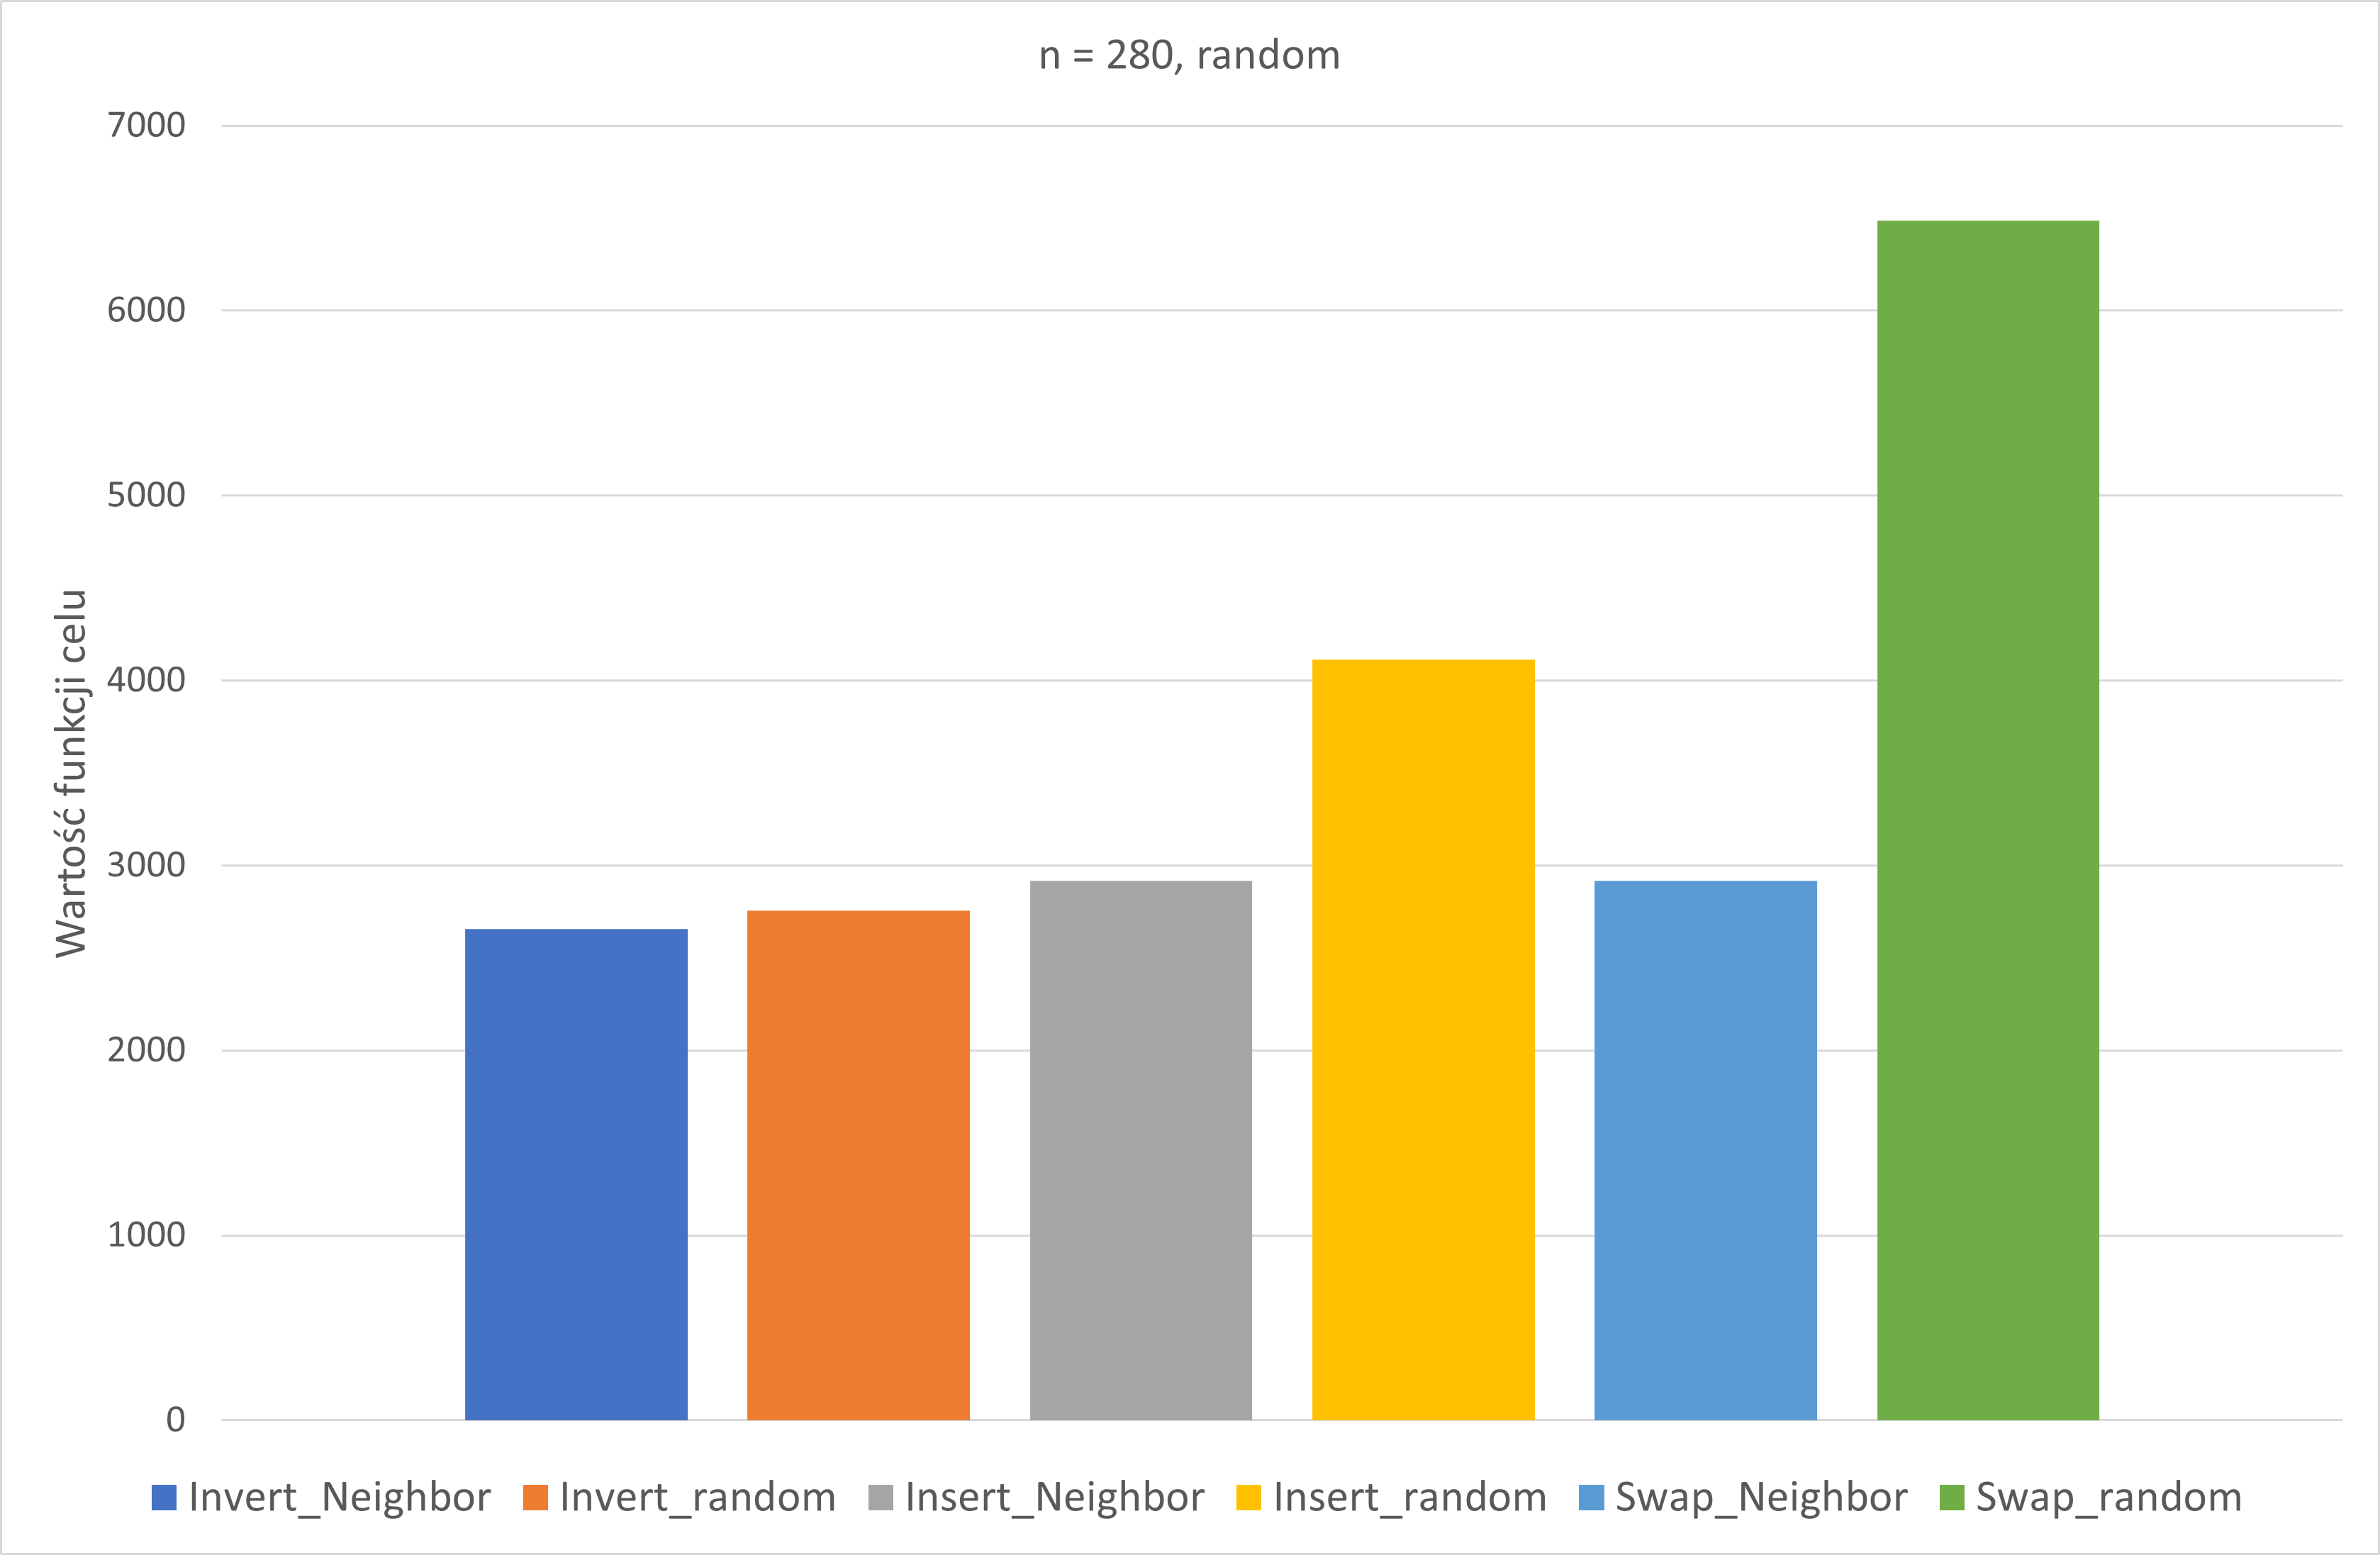 n = 280, random
7000
6000
5000
4000
3000
2000
1000
0
Wartość funkcji celu
Invert_Neighbor Invert_random Insert_Neighbor Insert_random Swap_Neighbor Swap_random